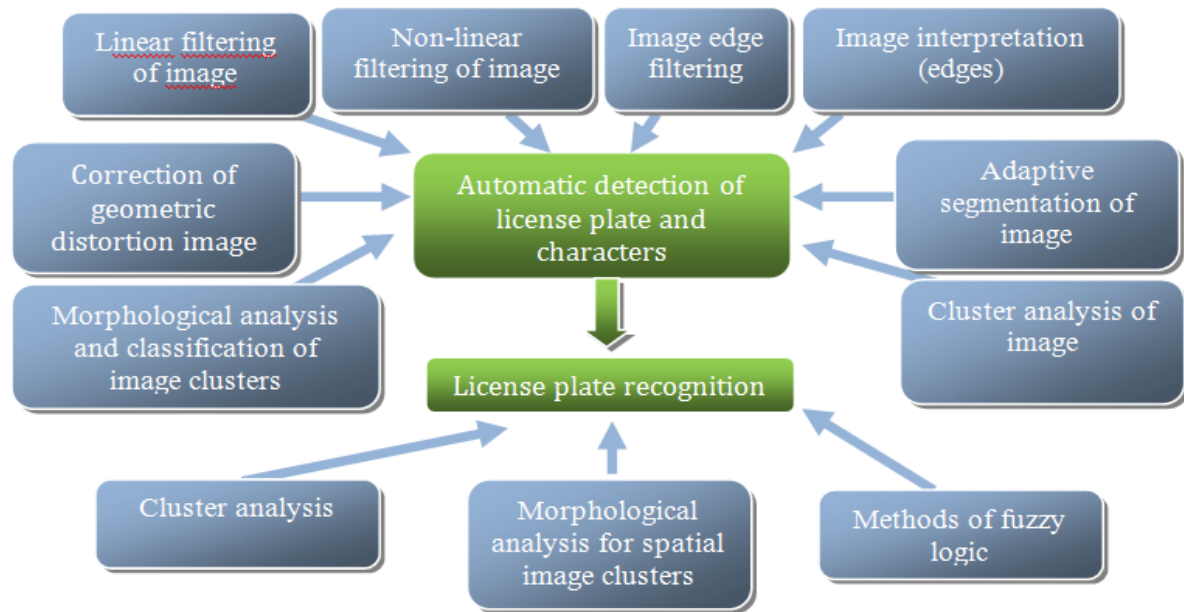 Linear filtering
of image
Non-linear
filtering of image
Image edge
filtering
Image interpretation
(edges)
Correction of
geometric
distortion image
Automatic detection of
license plate and
characters
Adaptive
segmentation of
image
Morphological analysis
and classification of
image clusters
Cluster analysis of
image
License plate recognition
Cluster analysis
Morphological
analysis for spatial
image clusters
Methods of fuzzy
logic